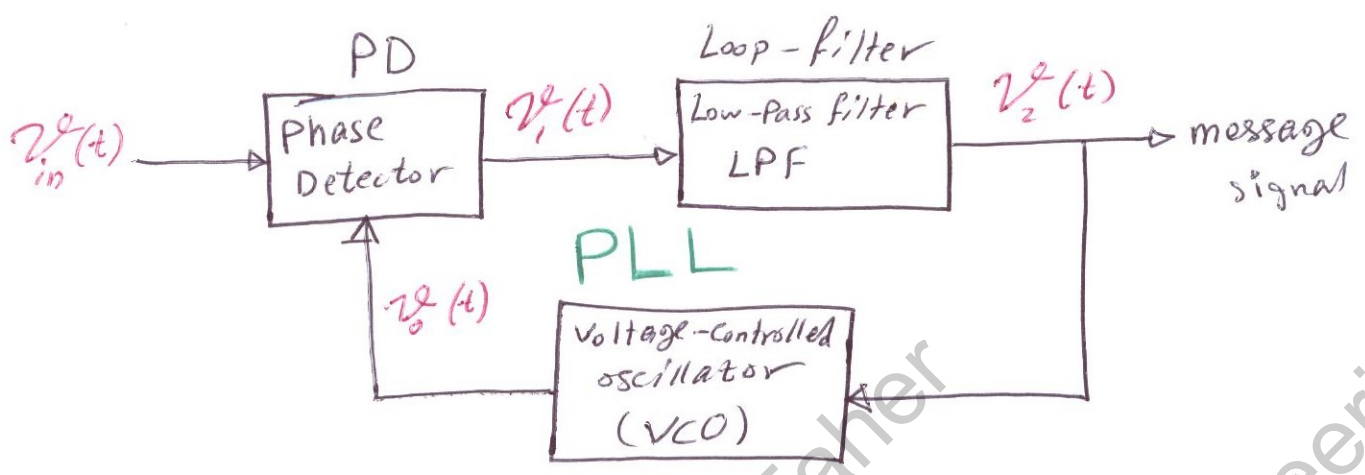 PD
Phase
Detector
Loop-filter
Low-Pass filter
LPF
V_in(t)
V_1(t)
V_2(t)
message
signal
PLL
V_o(t)
Voltage-Controlled
oscillator
(VCO)
Taher